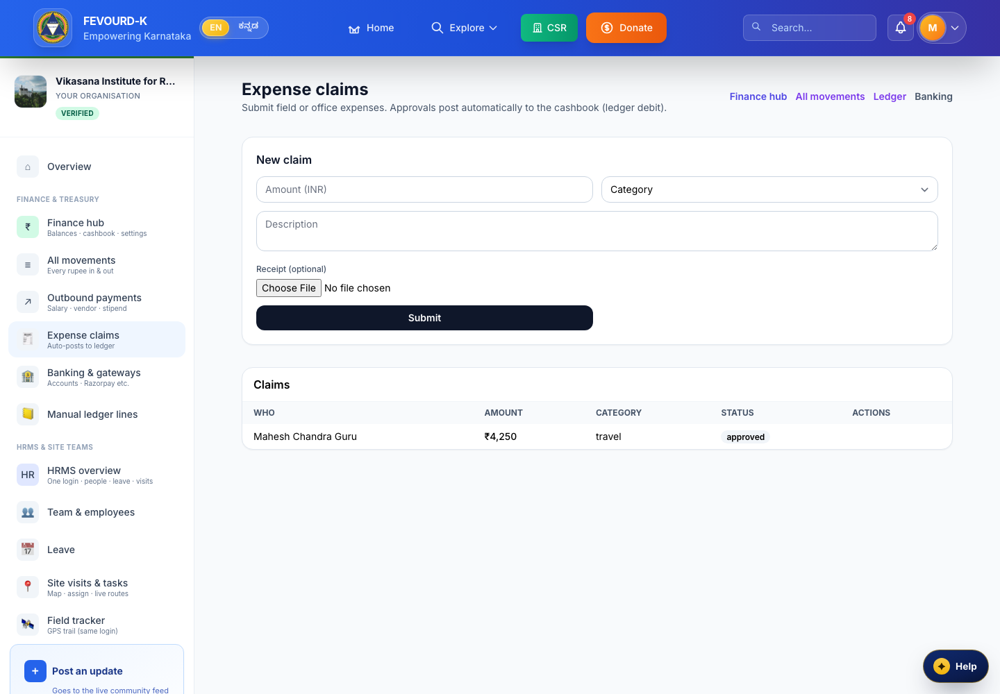 FEVOURD-K
Empowering Karnataka
EN
ಕನ್ನಡ
Home
Explore
CSR
Donate
Search...
8
M
Vikasana Institute for R...
YOUR ORGANISATION
VERIFIED
Overview
FINANCE & TREASURY
₹
Finance hub
Balances · cashbook · settings
All movements
Every rupee in & out
Outbound payments
Salary · vendor · stipend
Expense claims
Auto-posts to ledger
Banking & gateways
Accounts · Razorpay etc.
Manual ledger lines
HRMS & SITE TEAMS
HR
HRMS overview
One login · people · leave · visits
Team & employees
17
Leave
Site visits & tasks
Map · assign · live routes
Field tracker
GPS trail (same login)
+
Post an update
Goes to the live community feed
Expense claims
Submit field or office expenses. Approvals post automatically to the cashbook (ledger debit).
Finance hub All movements Ledger Banking
New claim
Amount (INR)
Category
Description
Receipt (optional)
Choose File No file chosen
Submit
Claims
WHO AMOUNT CATEGORY STATUS ACTIONS
Mahesh Chandra Guru ₹4,250 travel approved
Help